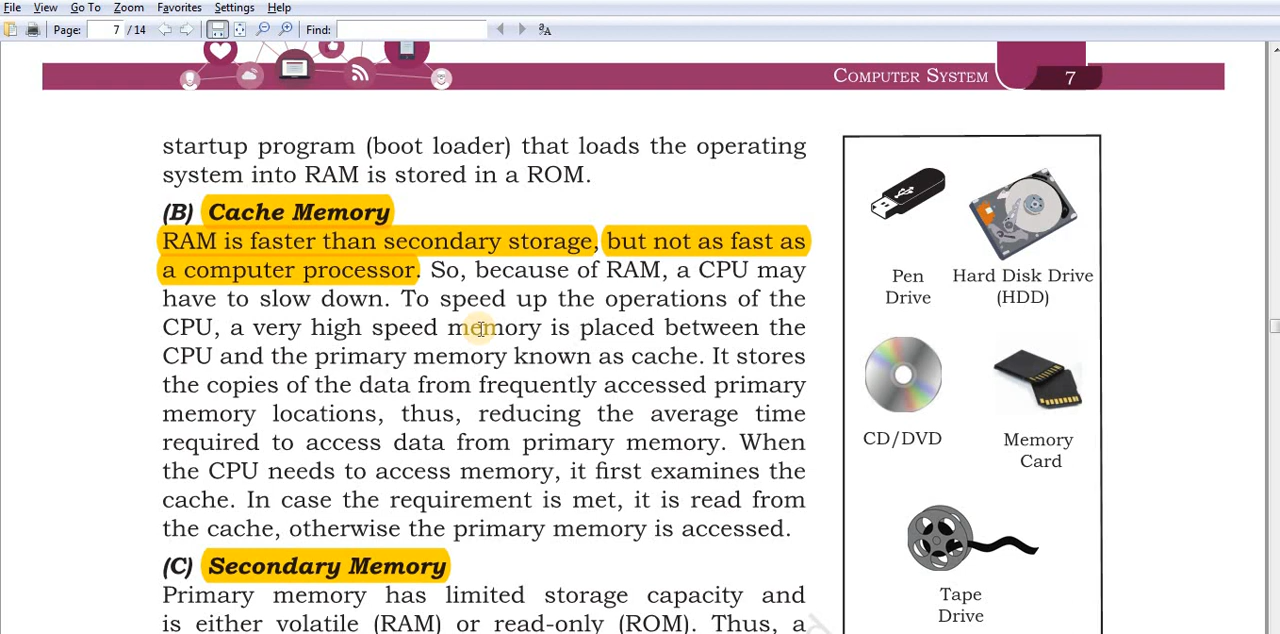 File View Go To Zoom Favorites Settings Help
Page: 7 / 14 Find:
COMPUTER SYSTEM 7
startup program (boot loader) that loads the operating
system into RAM is stored in a ROM.
(B) Cache Memory
RAM is faster than secondary storage, but not as fast as
a computer processor. So, because of RAM, a CPU may
have to slow down. To speed up the operations of the
CPU, a very high speed memory is placed between the
CPU and the primary memory known as cache. It stores
the copies of the data from frequently accessed primary
memory locations, thus, reducing the average time
required to access data from primary memory. When
the CPU needs to access memory, it first examines the
cache. In case the requirement is met, it is read from
the cache, otherwise the primary memory is accessed.
(C) Secondary Memory
Primary memory has limited storage capacity and
is either volatile (RAM) or read-only (ROM). Thus, a
Pen
Drive
Hard Disk Drive
(HDD)
CD/DVD
Memory
Card
Tape
Drive